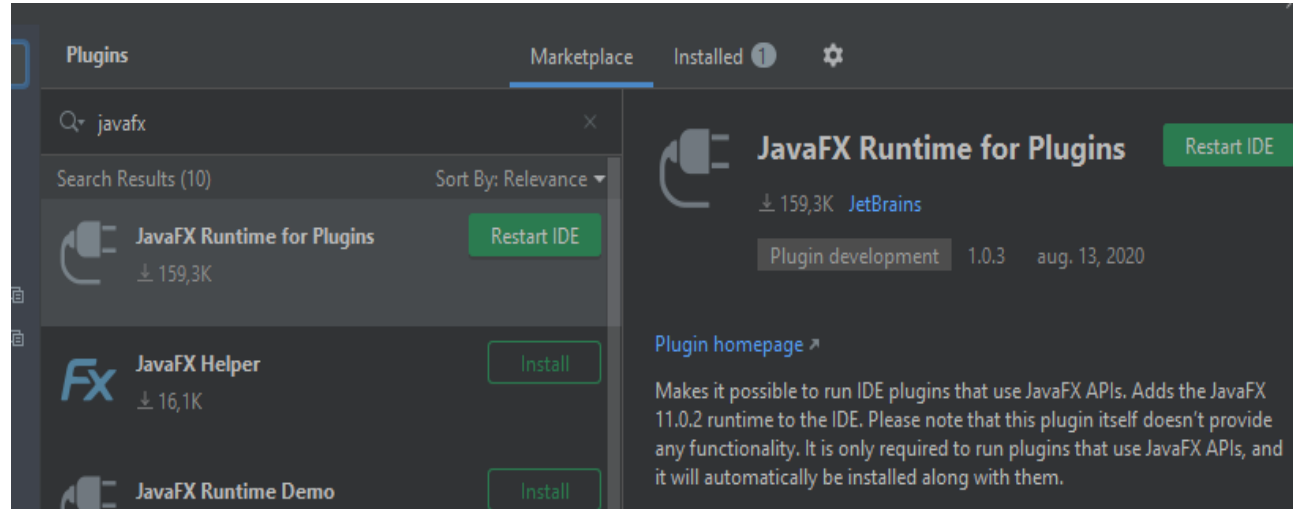 Plugins
Marketplace
Installed 1
javafx
Search Results (10)
Sort By: Relevance
JavaFX Runtime for Plugins
159,3K
Restart IDE
JavaFX Helper
16,1K
Install
JavaFX Runtime Demo
Install
JavaFX Runtime for Plugins
Restart IDE
159,3K JetBrains
Plugin development 1.0.3 aug. 13, 2020
Plugin homepage
Makes it possible to run IDE plugins that use JavaFX APIs. Adds the JavaFX
11.0.2 runtime to the IDE. Please note that this plugin itself doesn't provide
any functionality. It is only required to run plugins that use JavaFX APIs, and
it will automatically be installed along with them.